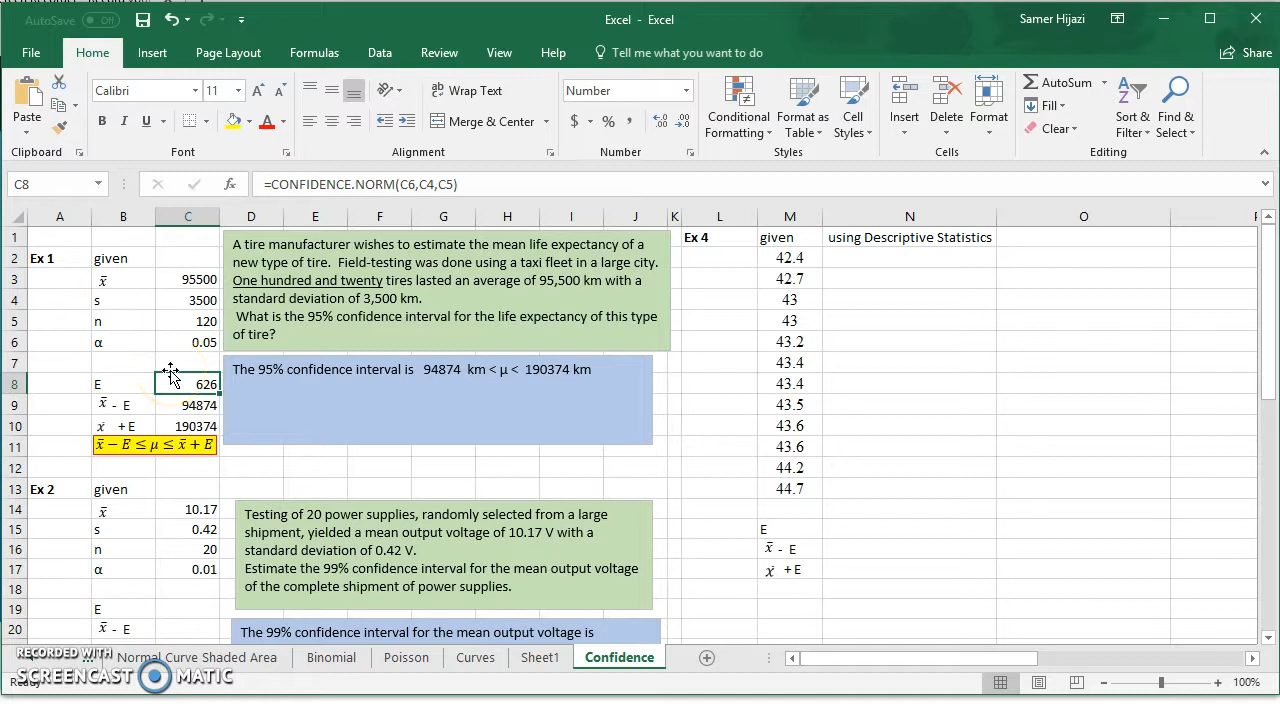 AutoSave Off
Excel - Excel
Samer Hijazi
File Home Insert Page Layout Formulas Data Review View Help Tell me what you want to do Share
Paste
Calibri 11
B I U A
Wrap Text
Merge & Center
Number
$ % ,
Conditional Formatting
Format as Table
Cell Styles
Insert
Delete
Format
AutoSum
Fill
Clear
Sort & Filter
Find & Select
Clipboard Font Alignment Number Styles Cells Editing
C8 fx =CONFIDENCE.NORM(C6,C4,C5)
A B C D E F G H I J K L M N O
1 Ex 4 given using Descriptive Statistics
2 Ex 1 given 42.4
3 x̄ 95500 42.7
4 s 3500 43
5 n 120 43
6 α 0.05 43.2
7 43.4
8 E 626 43.4
9 x̄ - E 94874 43.5
10 x̄ + E 190374 43.6
11 x̄ − E ≤ μ ≤ x̄ + E 43.6
12 44.2
13 Ex 2 given 44.7
14 x̄ 10.17
15 s 0.42 E
16 n 20 x̄ - E
17 α 0.01 x̄ + E
18
19 E
20 x̄ - E
A tire manufacturer wishes to estimate the mean life expectancy of a
new type of tire. Field-testing was done using a taxi fleet in a large city.
One hundred and twenty tires lasted an average of 95,500 km with a
standard deviation of 3,500 km.
What is the 95% confidence interval for the life expectancy of this type
of tire?
The 95% confidence interval is 94874 km < μ < 190374 km
Testing of 20 power supplies, randomly selected from a large
shipment, yielded a mean output voltage of 10.17 V with a
standard deviation of 0.42 V.
Estimate the 99% confidence interval for the mean output voltage
of the complete shipment of power supplies.
The 99% confidence interval for the mean output voltage is
... Normal Curve Shaded Area Binomial Poisson Curves Sheet1 Confidence
RECORDED WITH
SCREENCAST MATIC
100%